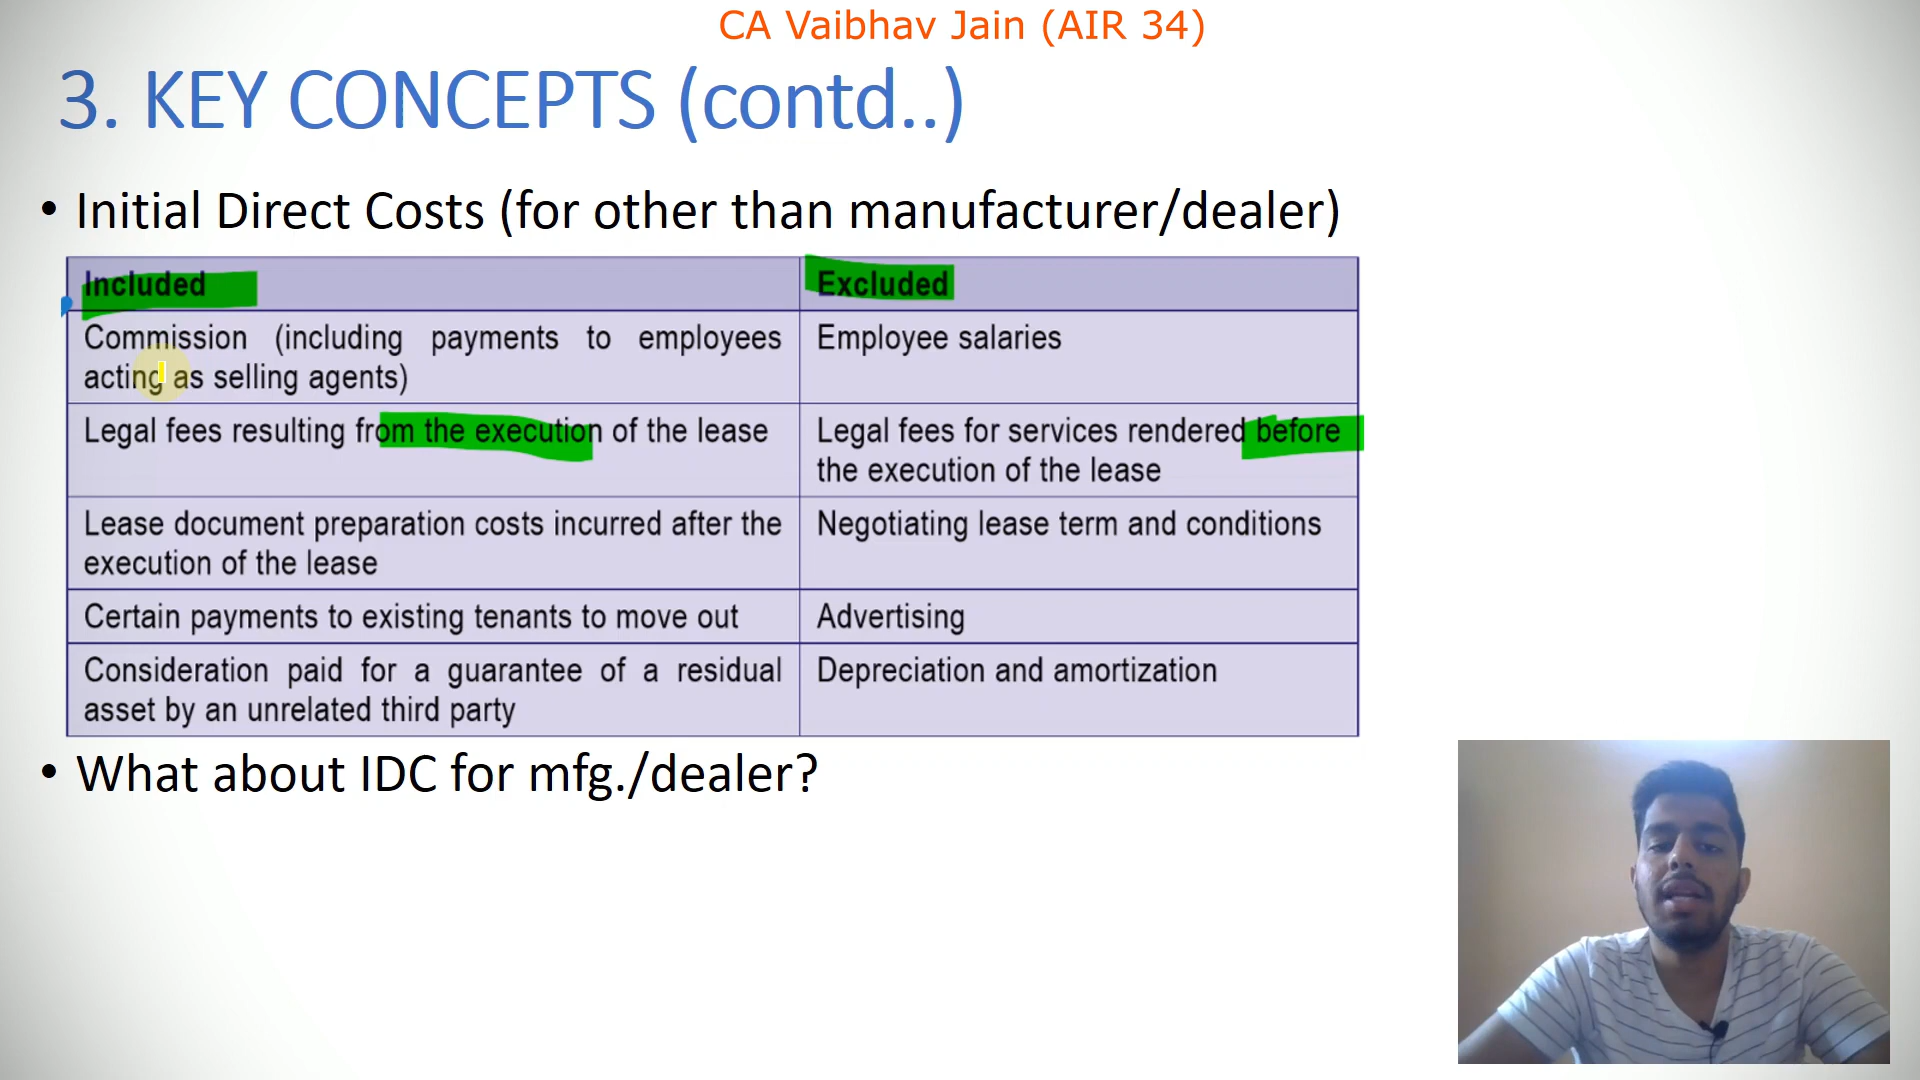 CA Vaibhav Jain (AIR 34)
3. KEY CONCEPTS (contd..)
• Initial Direct Costs (for other than manufacturer/dealer)
Included
Excluded
Commission (including payments to employees
acting as selling agents)
Employee salaries
Legal fees resulting from the execution of the lease
Legal fees for services rendered before
the execution of the lease
Lease document preparation costs incurred after the
execution of the lease
Negotiating lease term and conditions
Certain payments to existing tenants to move out
Advertising
Consideration paid for a guarantee of a residual
asset by an unrelated third party
Depreciation and amortization
• What about IDC for mfg./dealer?